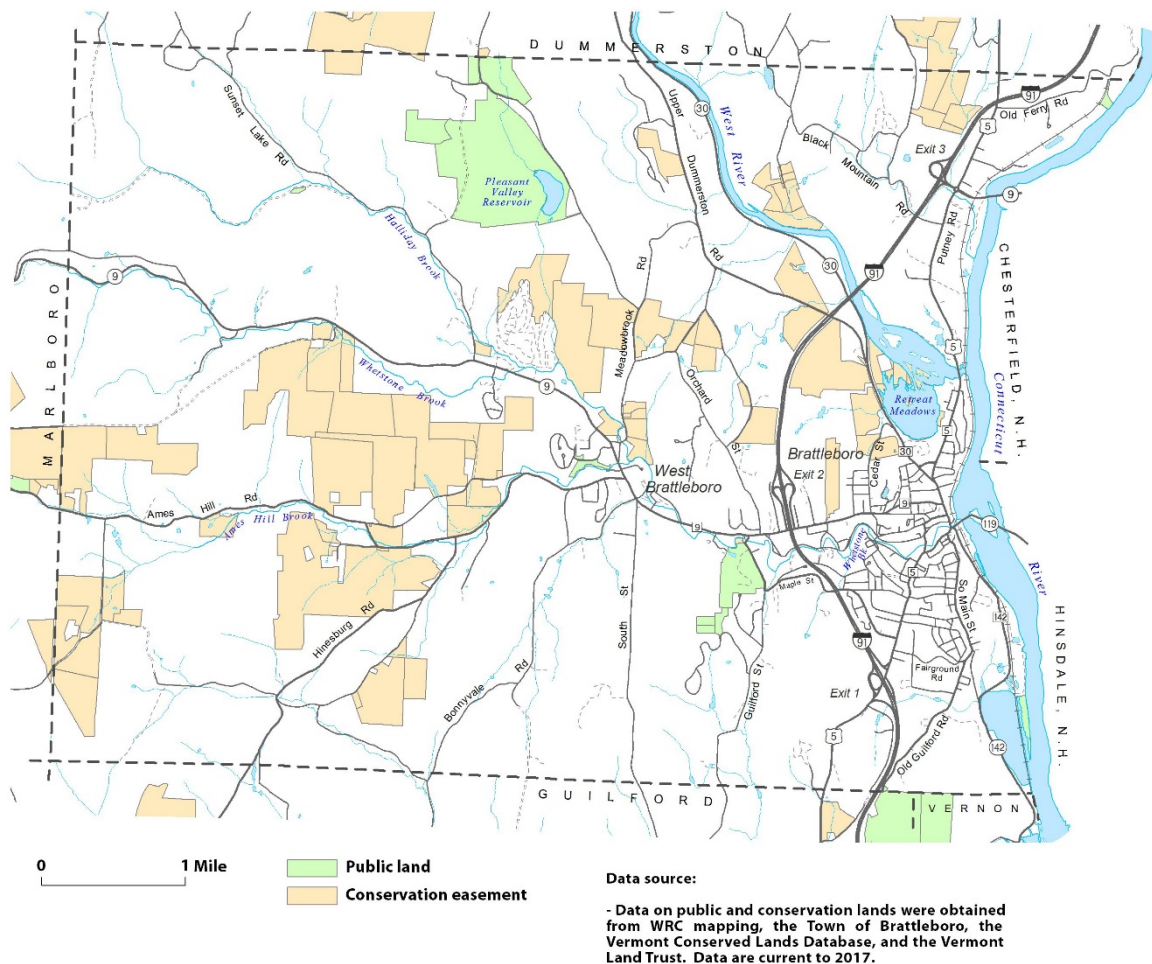 DUMMERSTON
Sunset Lake Rd
Upper Dummerston Rd
30
West River
91
Old Ferry Rd
5
Black Mountain Rd
Exit 3
9
Pleasant
Valley
Reservoir
Halliday Brook
Putney Rd
30
91
CHESTERFIELD, N.H.
9
MARLBORO
Meadowbrook Rd
Whetstone Brook
9
Orchard St
5
Connecticut River
Retreat
Meadows
5
Brattleboro
Cedar St
30
Exit 2
West
Brattleboro
9
9
Ames Hill Rd
Ames Hill Brook
119
Whetstone Bk
Maple St
5
So Main St
142
Hinesburg Rd
South St
91
HINSDALE, N.H.
Bonnyvale Rd
Guilford St
Fairground
Rd
Exit 1
5
Old Guilford Rd
142
GUILFORD
VERNON
0 1 Mile
Public land
Conservation easement
Data source:
- Data on public and conservation lands were obtained
from WRC mapping, the Town of Brattleboro, the
Vermont Conserved Lands Database, and the Vermont
Land Trust. Data are current to 2017.